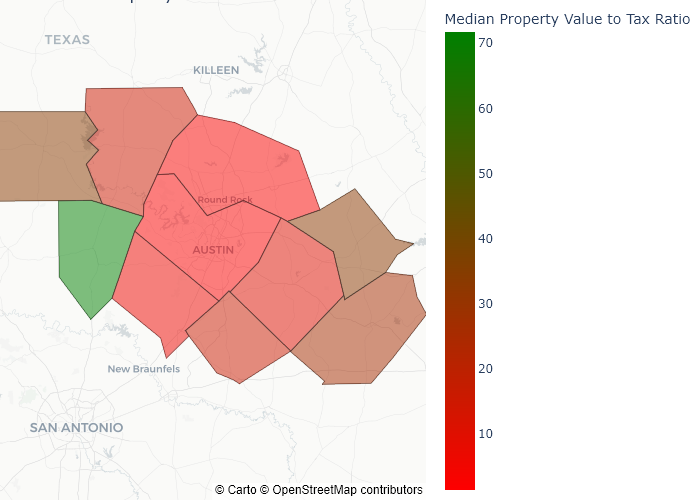 Median Property Value to Tax Ratio
TEXAS
KILLEEN
Round Rock
AUSTIN
New Braunfels
SAN ANTONIO
70
60
50
40
30
20
10
© Carto © OpenStreetMap contributors